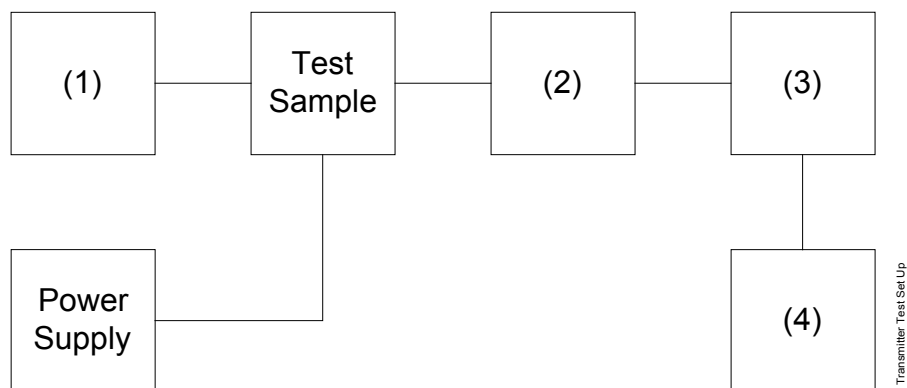 (1)
Test
Sample
(2)
(3)
Power
Supply
(4)
Transmitter Test Set Up